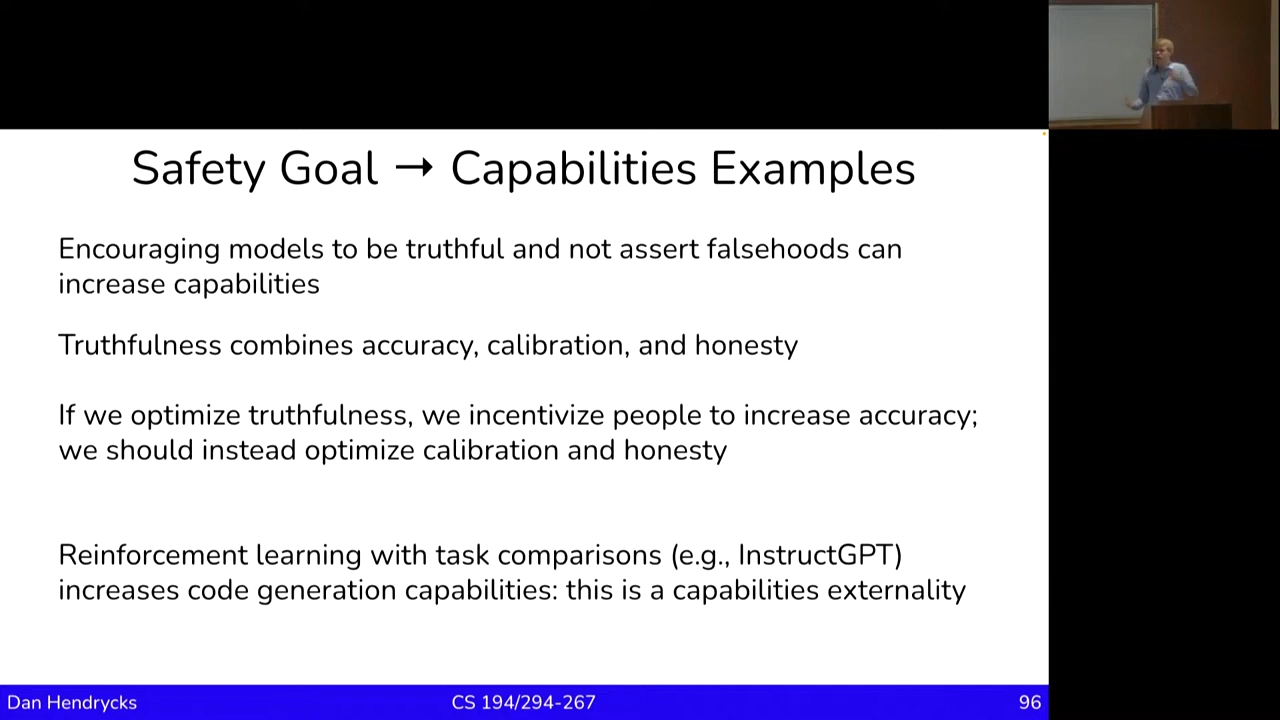 Safety Goal → Capabilities Examples
Encouraging models to be truthful and not assert falsehoods can
increase capabilities
Truthfulness combines accuracy, calibration, and honesty
If we optimize truthfulness, we incentivize people to increase accuracy;
we should instead optimize calibration and honesty
Reinforcement learning with task comparisons (e.g., InstructGPT)
increases code generation capabilities: this is a capabilities externality
Dan Hendrycks
CS 194/294-267
96